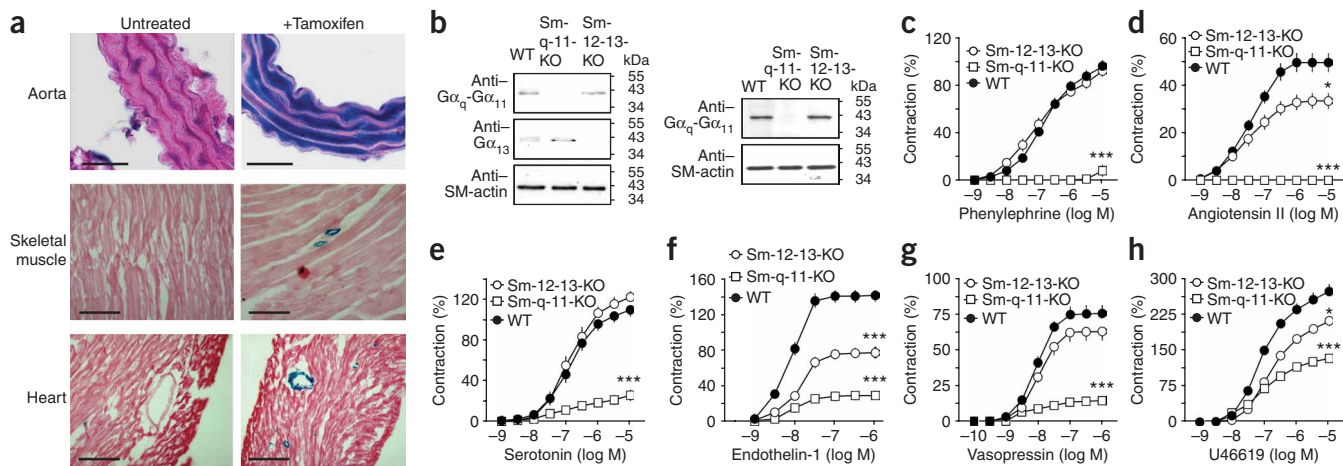 a
Untreated
+Tamoxifen
Aorta
Skeletal
muscle
Heart
b
WT
Sm-
q-11-
KO
Sm-
12-13-
KO
kDa
Anti–
Gαq-Gα11
55
43
34
Anti–
Gα13
55
43
34
Anti–
SM-actin
55
43
34
WT
Sm-
q-11-
KO
Sm-
12-13-
KO
kDa
Anti–
Gαq-Gα11
55
43
34
Anti–
SM-actin
55
43
34
c
Contraction (%)
120
80
40
0
Sm-12-13-KO
Sm-q-11-KO
WT
***
–9 –8 –7 –6 –5
Phenylephrine (log M)
d
Contraction (%)
60
40
20
0
Sm-12-13-KO
Sm-q-11-KO
WT
*
***
–9 –8 –7 –6 –5
Angiotensin II (log M)
e
Contraction (%)
120
80
40
0
Sm-12-13-KO
Sm-q-11-KO
WT
***
–9 –8 –7 –6 –5
Serotonin (log M)
f
Contraction (%)
160
120
80
40
0
Sm-12-13-KO
Sm-q-11-KO
WT
***
***
–9 –8 –7 –6
Endothelin-1 (log M)
g
Contraction (%)
100
75
50
25
0
Sm-12-13-KO
Sm-q-11-KO
WT
***
–10 –9 –8 –7 –6
Vasopressin (log M)
h
Contraction (%)
300
225
150
75
0
Sm-12-13-KO
Sm-q-11-KO
WT
*
***
–9 –8 –7 –6 –5
U46619 (log M)